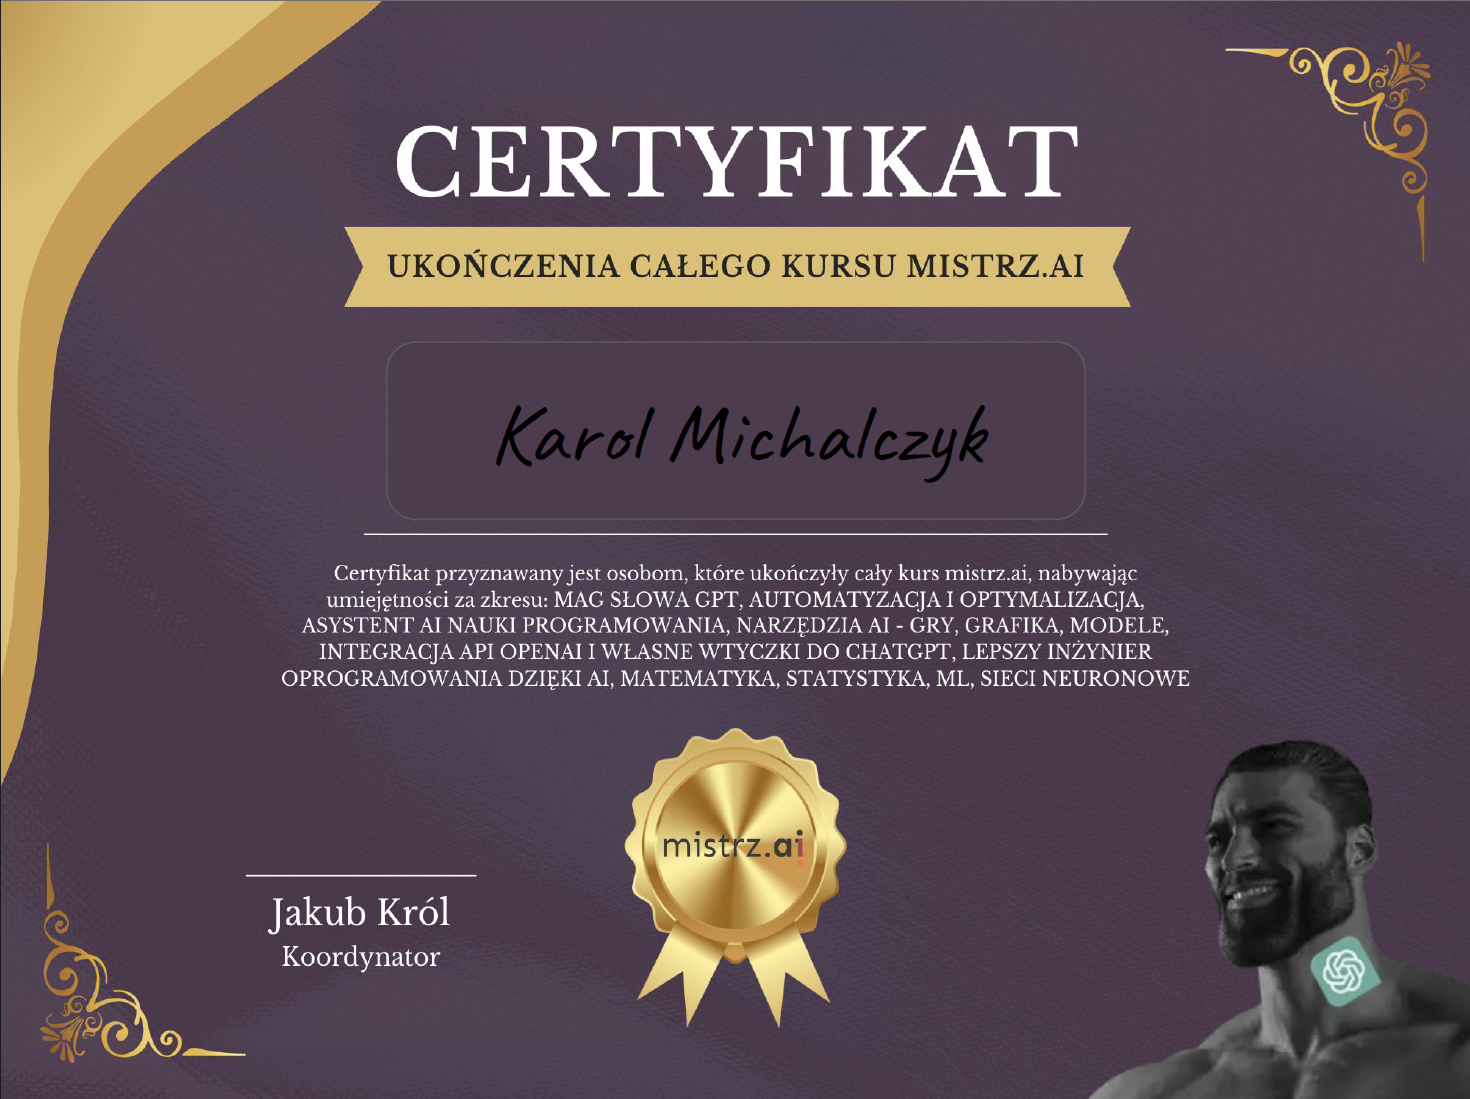 CERTYFIKAT
UKOŃCZENIA CAŁEGO KURSU MISTRZ.AI
Karol Michalczyk
Certyfikat przyznawany jest osobom, które ukończyły cały kurs mistrz.ai, nabywając
umiejętności za zkresu: MAG SŁOWA GPT, AUTOMATYZACJA I OPTYMALIZACJA,
ASYSTENT AI NAUKI PROGRAMOWANIA, NARZĘDZIA AI - GRY, GRAFIKA, MODELE,
INTEGRACJA API OPENAI I WŁASNE WTYCZKI DO CHATGPT, LEPSZY INŻYNIER
OPROGRAMOWANIA DZIĘKI AI, MATEMATYKA, STATYSTYKA, ML, SIECI NEURONOWE
mistrz.ai
Jakub Król
Koordynator